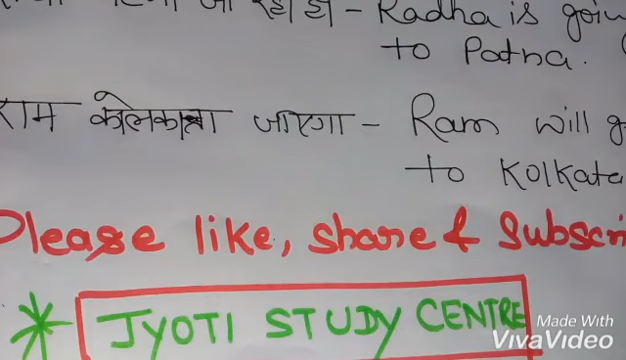 जा रही हो - Radha is going
to Patna.
राम कोलकाता जाएगा - Ram will
to Kolkata
Please like, share & Subscri
* JYOTI STUDY CENTRE
Made With
VivaVideo